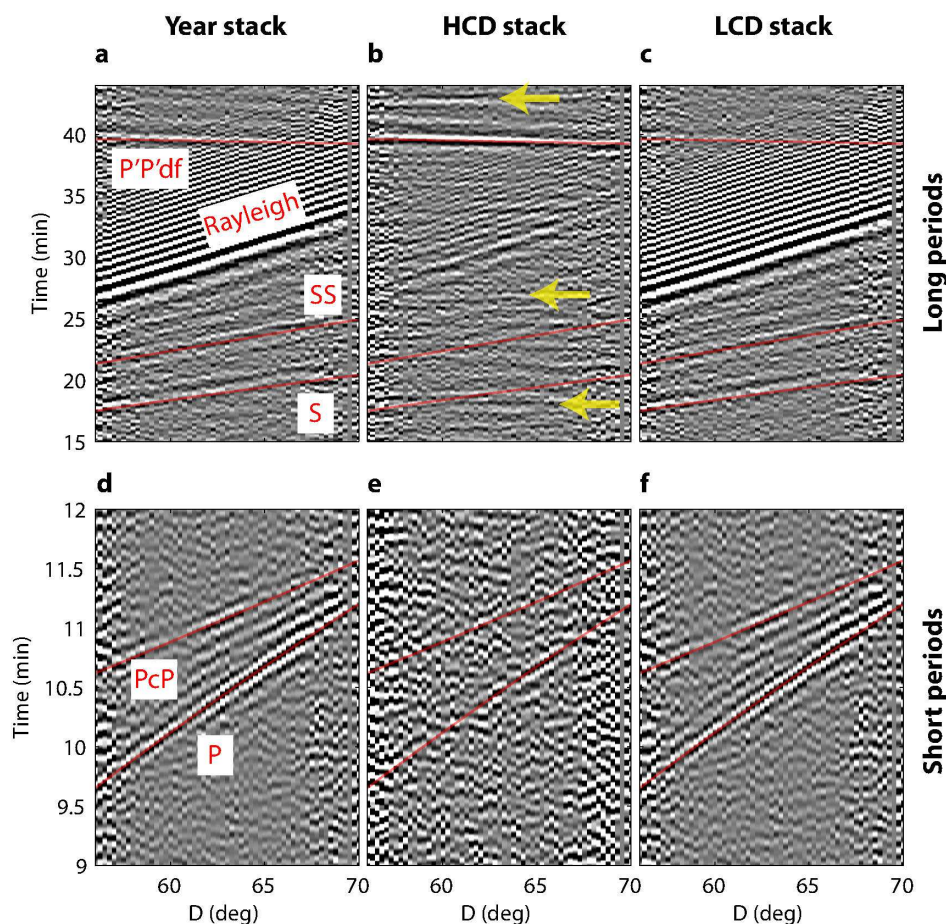 Year stack
HCD stack
LCD stack
a
b
c
40
35
30
25
20
15
Time (min)
P'P'df
Rayleigh
SS
S
Long periods
d
e
f
12
11.5
11
10.5
10
9.5
9
Time (min)
PcP
P
Short periods
60 65 70
60 65 70
60 65 70
D (deg)
D (deg)
D (deg)